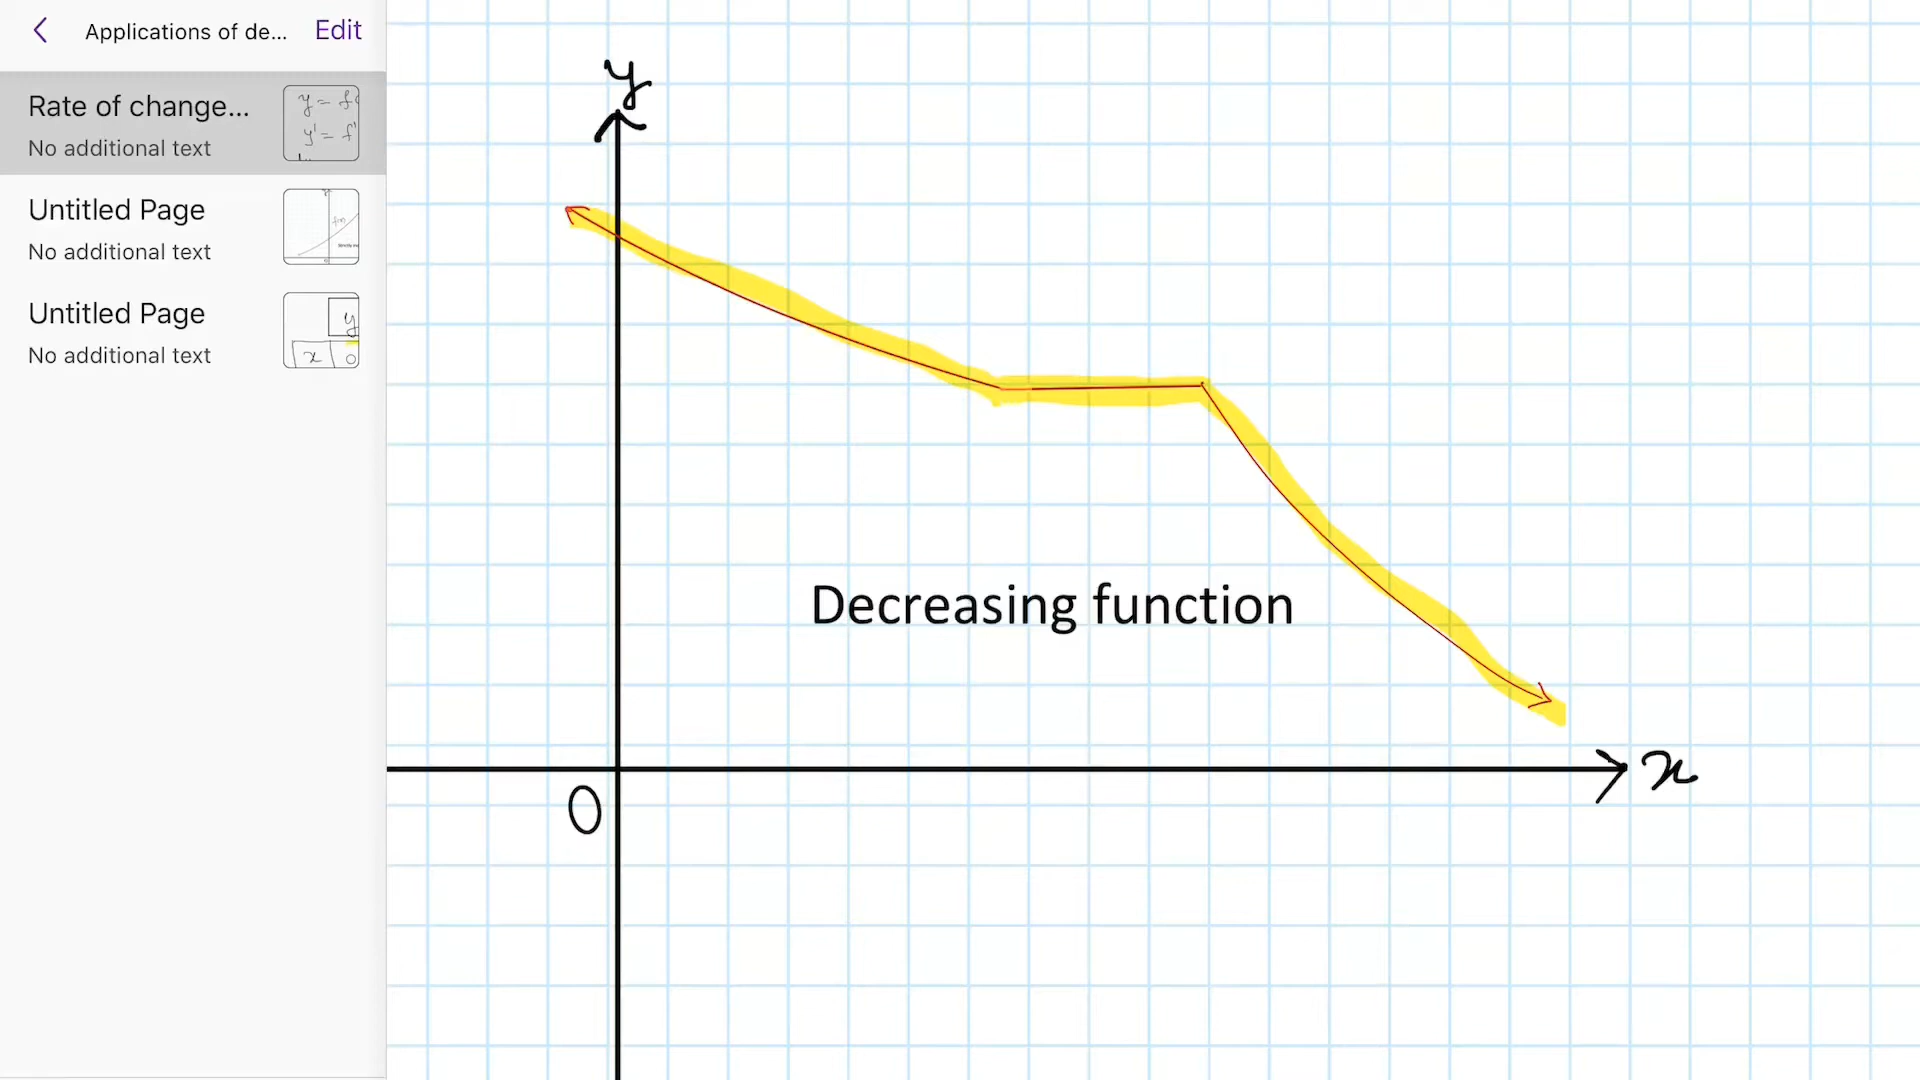 Applications of de...
Edit
Rate of change...
No additional text
y = f
y' = f'
Untitled Page
No additional text
Untitled Page
No additional text
y
x
0
y
Decreasing function
x
0